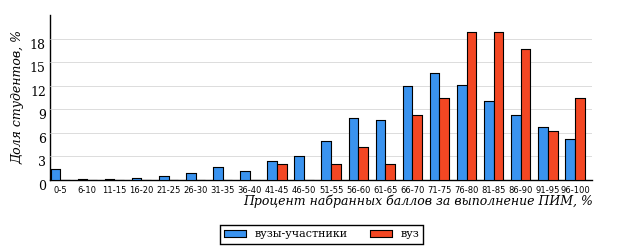 Доля студентов, %
18
15
12
9
6
3
0
0-5 6-10 11-15 16-20 21-25 26-30 31-35 36-40 41-45 46-50 51-55 56-60 61-65 66-70 71-75 76-80 81-85 86-90 91-95 96-100
Процент набранных баллов за выполнение ПИМ, %
вузы-участники вуз